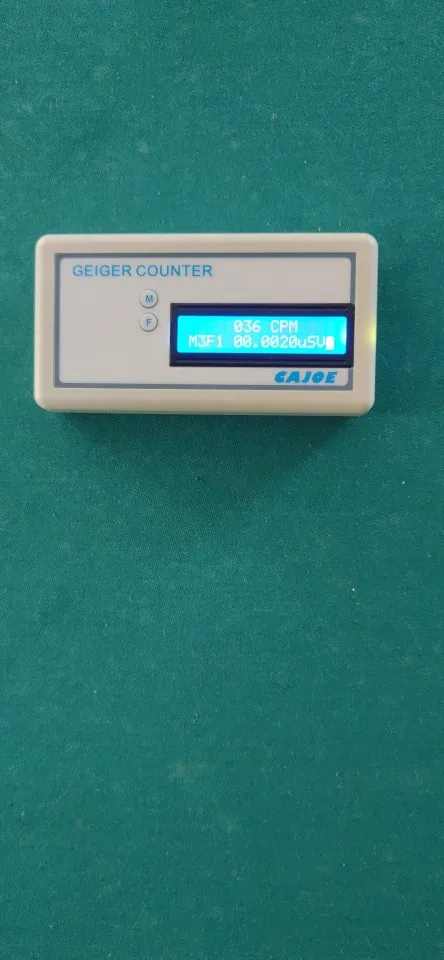 GEIGER COUNTER
M
F
036 CPM
M3F1 00.0020uSV
CAJOE